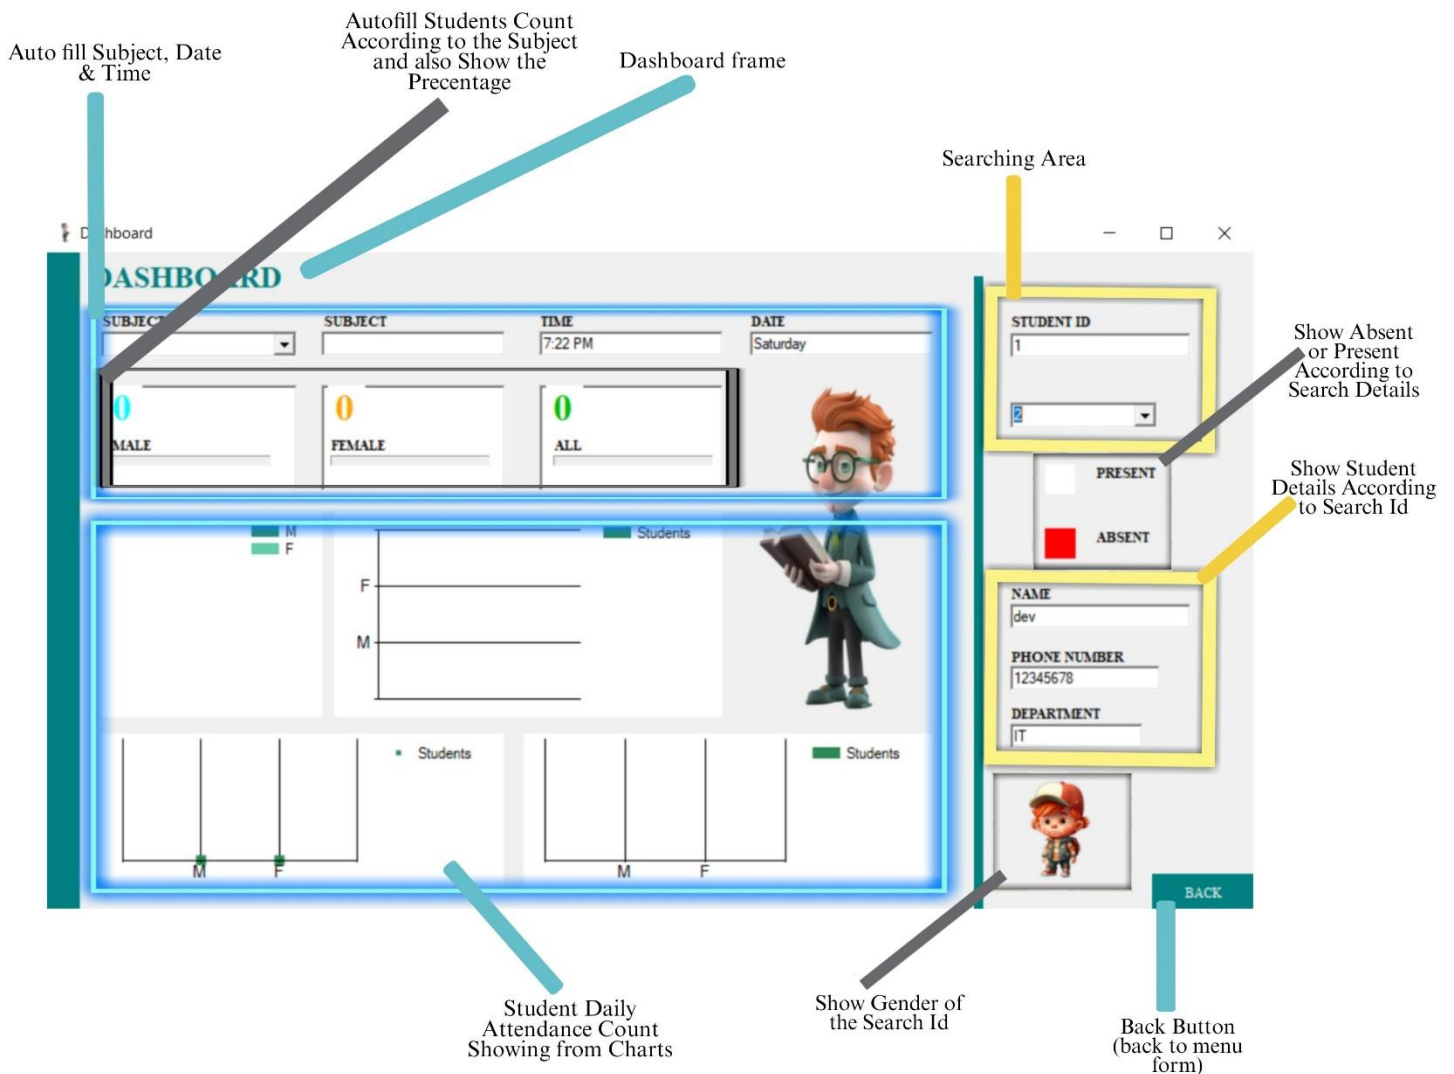 Auto fill Subject, Date
& Time
Autofill Students Count
According to the Subject
and also Show the
Precentage
Dashboard frame
Searching Area
Dashboard
DASHBOARD
SUBJECT
SUBJECT
TIME
DATE
7:22 PM
Saturday
0
0
0
MALE
FEMALE
ALL
M
F
Students
F
M
Students
M
F
Students
M
F
STUDENT ID
1
2
PRESENT
ABSENT
NAME
dev
PHONE NUMBER
12345678
DEPARTMENT
IT
BACK
Show Absent
or Present
According to
Search Details
Show Student
Details According
to Search Id
Student Daily
Attendance Count
Showing from Charts
Show Gender of
the Search Id
Back Button
(back to menu
form)